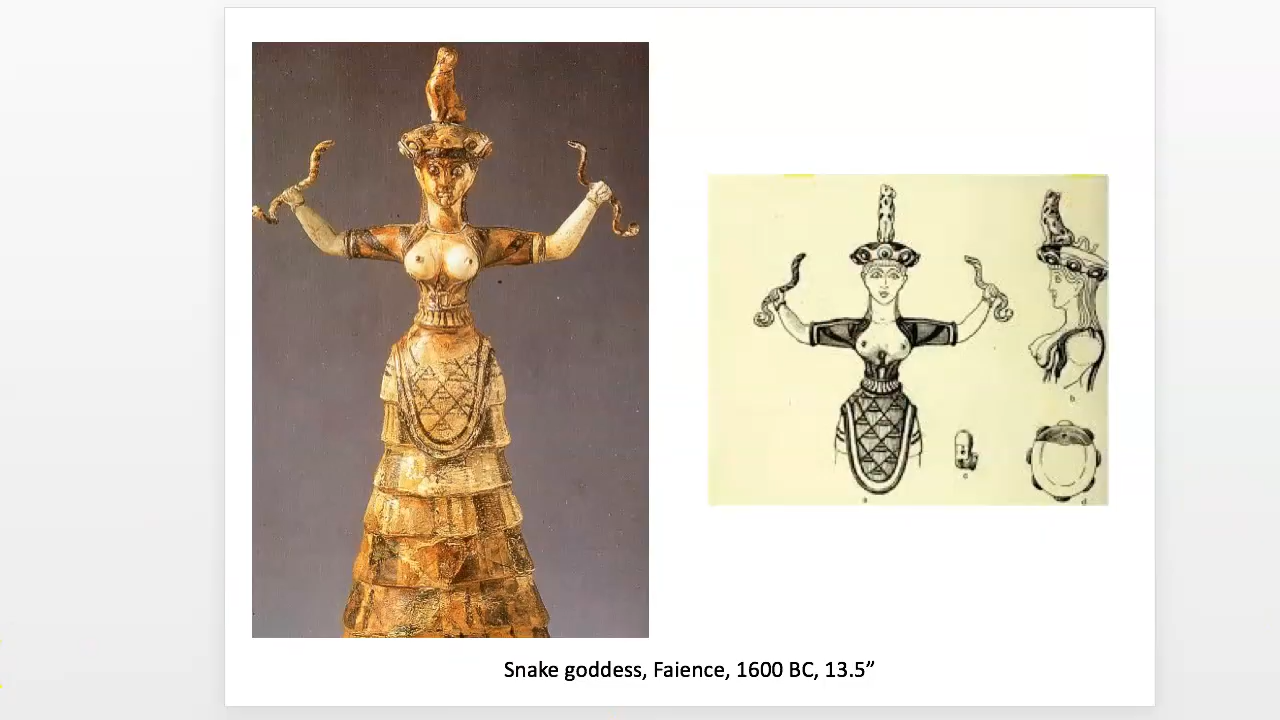 Snake goddess, Faience, 1600 BC, 13.5”
a
b
c
d